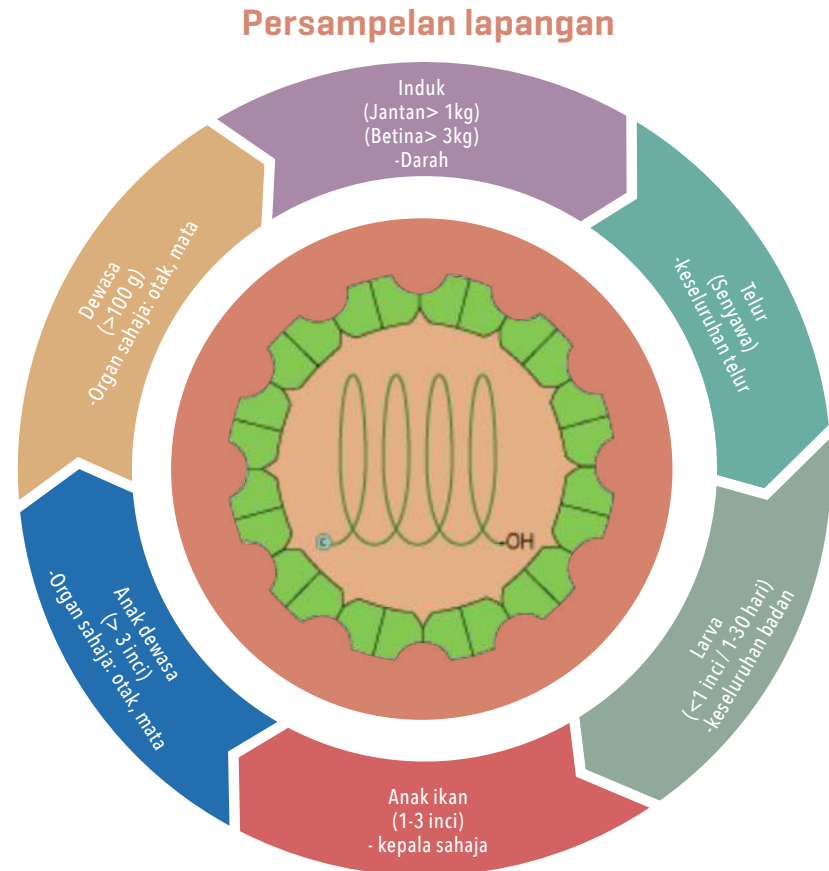 Persampelan lapangan
Induk
(Jantan> 1kg)
(Betina> 3kg)
-Darah
Telur
(Senyawa)
-keseluruhan telur
Larva
(<1 inci / 1-30 hari)
-keseluruhan badan
Anak ikan
(1-3 inci)
- kepala sahaja
Anak dewasa
(> 3 inci)
-Organ sahaja: otak, mata
Dewasa
(>100 g)
-Organ sahaja: otak, mata
C
-OH